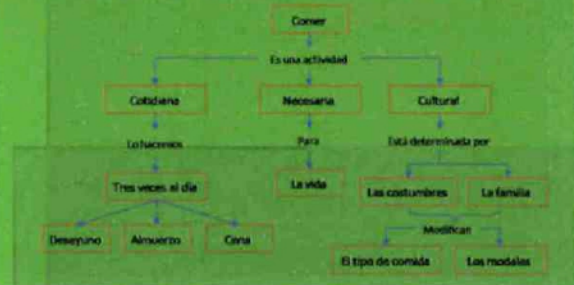 Comer
Es una actividad
Cotidiana
Necesaria
Cultural
Lo hacemos
Para
Está determinada por
Tres veces al día
La vida
Las costumbres
La familia
Desayuno
Almuerzo
Cena
Modifican
El tipo de comida
Los modales